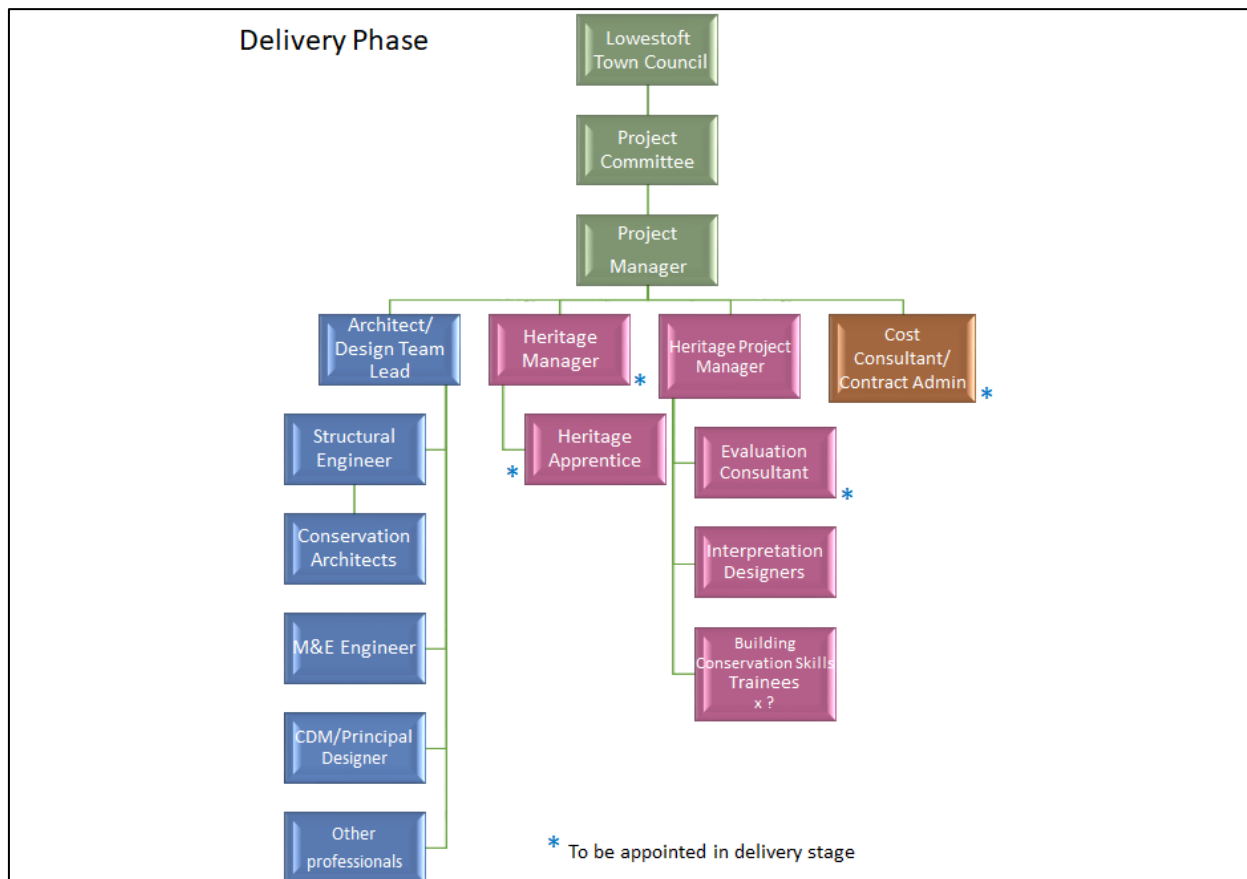 Delivery Phase
Lowestoft
Town Council
Project
Committee
Project
Manager
Architect/
Design Team
Lead
Heritage
Manager
*
Heritage Project
Manager
Cost
Consultant/
Contract Admin
*
Structural
Engineer
Heritage
Apprentice
*
Evaluation
Consultant
*
Conservation
Architects
Interpretation
Designers
M&E Engineer
Building
Conservation Skills
Trainees
x ?
CDM/Principal
Designer
Other
professionals
* To be appointed in delivery stage